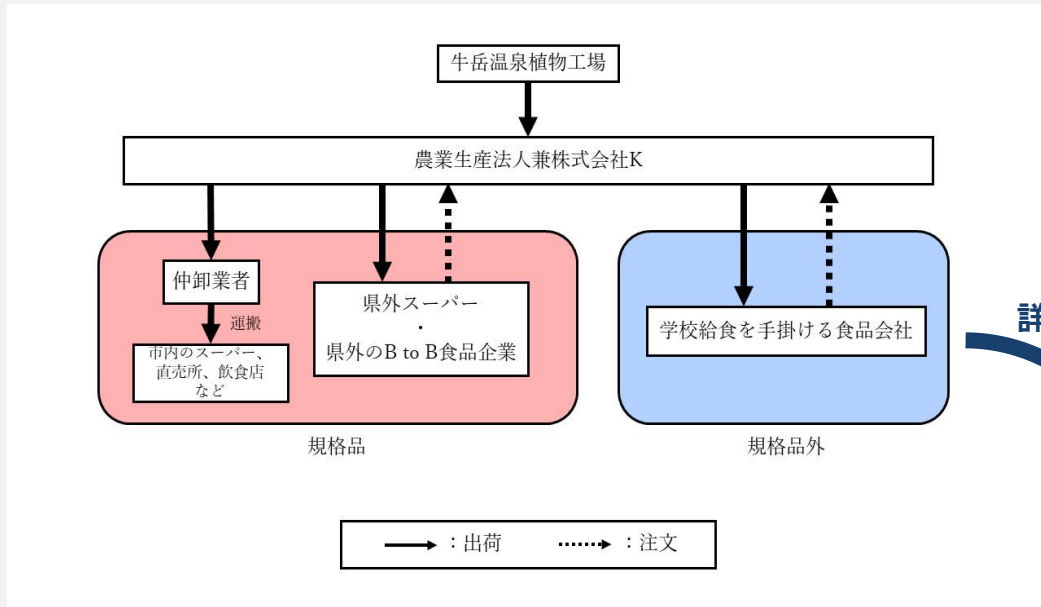 牛岳温泉植物工場
農業生産法人兼株式会社K
仲卸業者
運搬
市内のスーパー、
直売所、飲食店
など
県外スーパー
・
県外のB to B食品企業
学校給食を手掛ける食品会社
詳
規格品
規格品外
：出荷
：注文